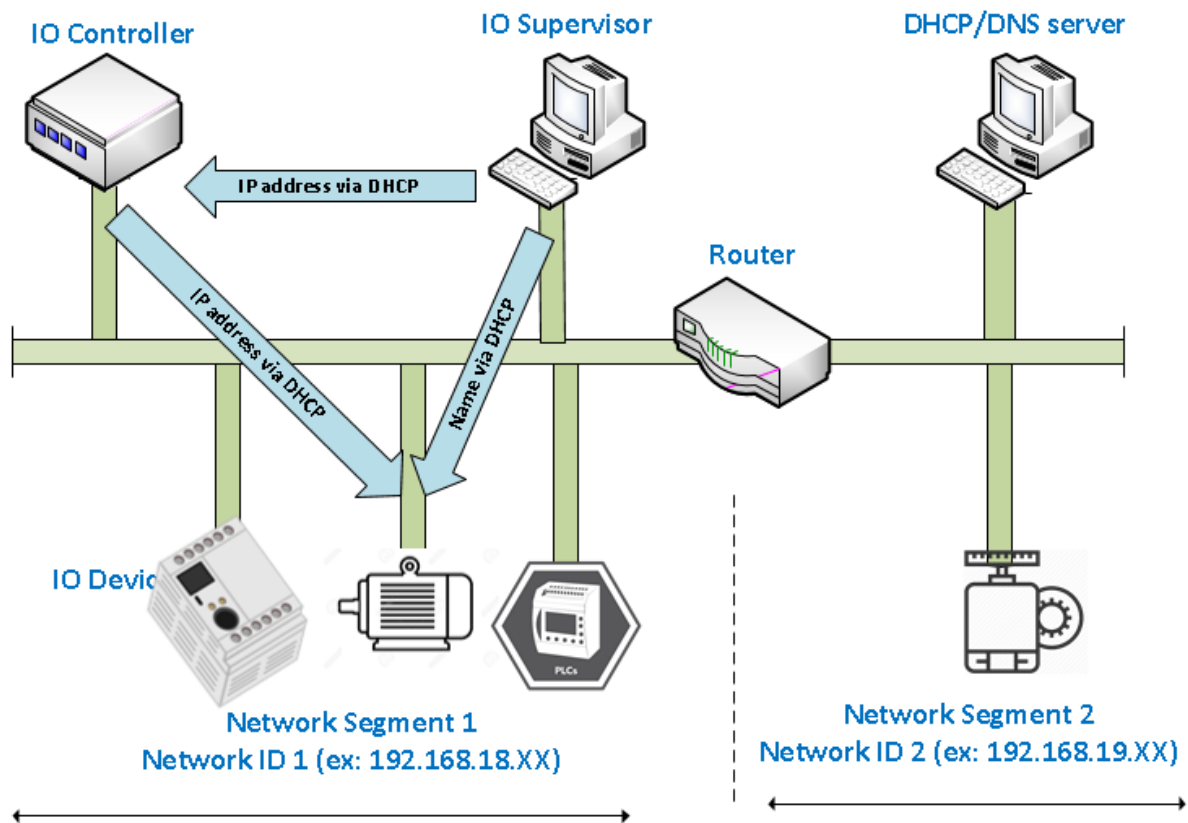 IO Controller
IO Supervisor
DHCP/DNS server
IP address via DHCP
Router
IP address via DHCP
Name via DHCP
IO Devic
PLCs
Network Segment 1
Network ID 1 (ex: 192.168.18.XX)
Network Segment 2
Network ID 2 (ex: 192.168.19.XX)